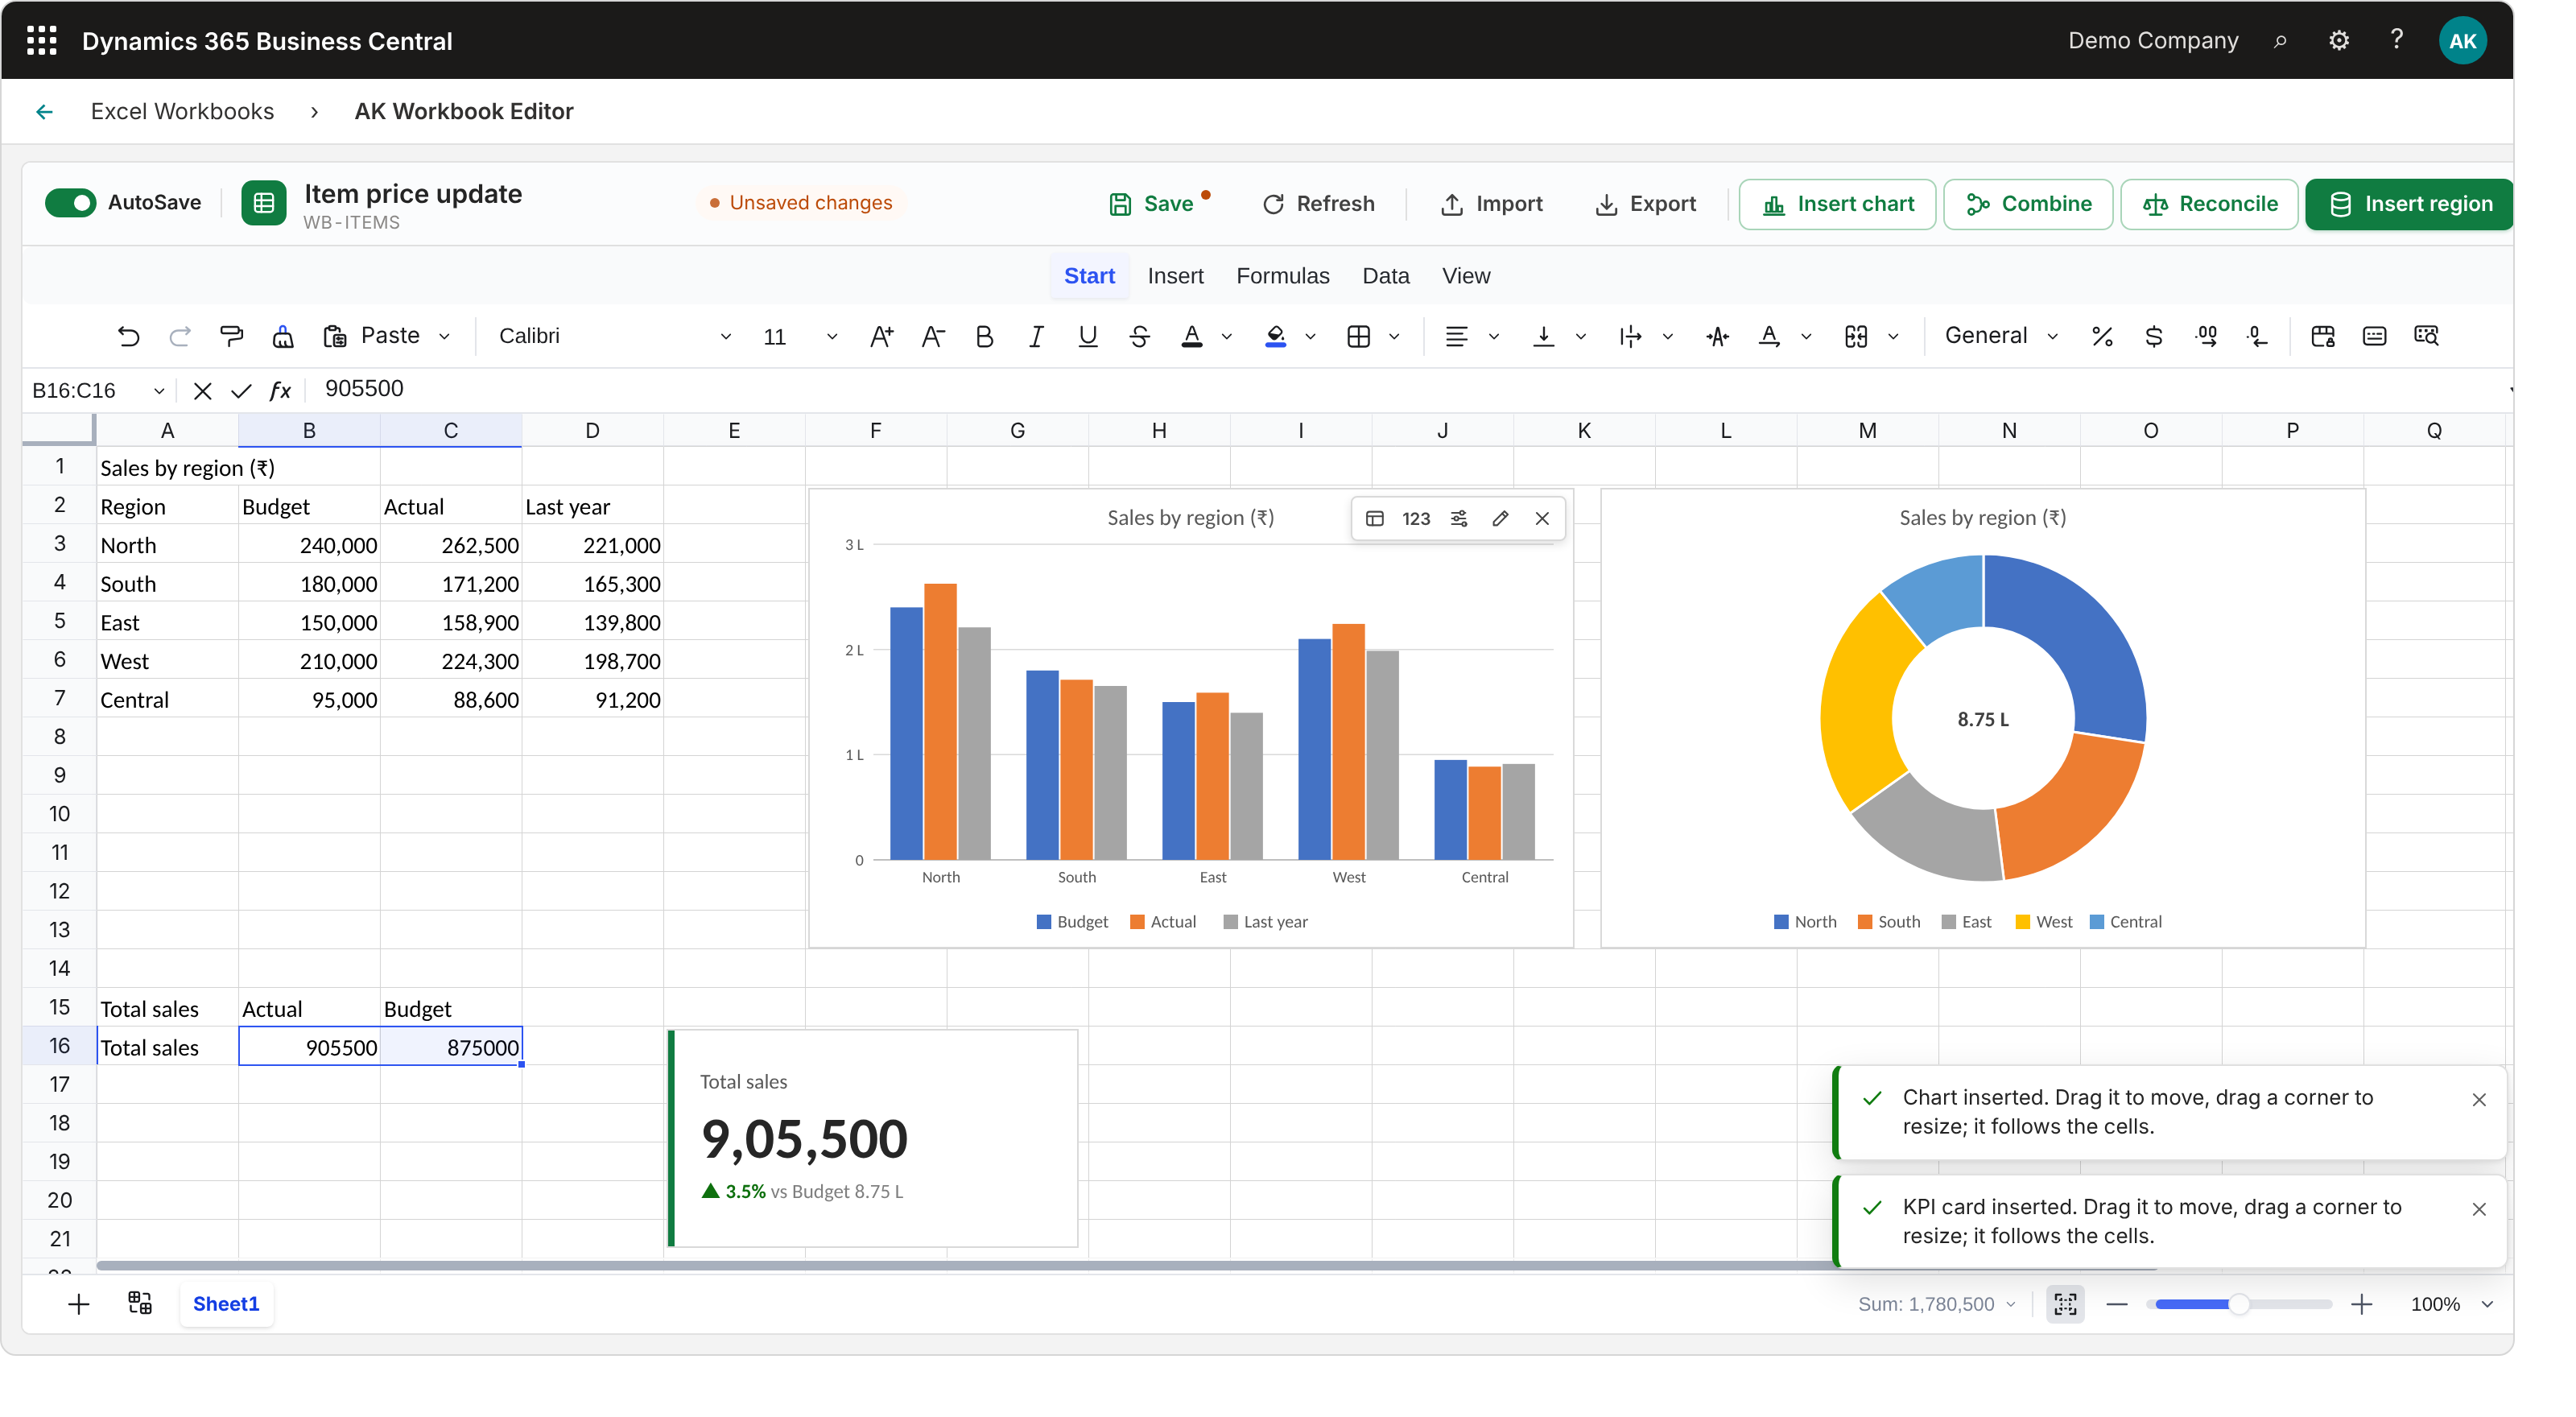 Dynamics 365 Business Central
Demo Company
?
AK
Excel Workbooks › AK Workbook Editor
AutoSave
Item price update
WB-ITEMS
Unsaved changes
Save
Refresh
Import
Export
Insert chart
Combine
Reconcile
Insert region
Start Insert Formulas Data View
Paste Calibri 11 A+ A− B I U S A A General % $ .00 .0
B16:C16 fx 905500
A B C D E F G H I J K L M N O P Q
1 Sales by region (₹)
2 Region Budget Actual Last year
3 North 240,000 262,500 221,000
4 South 180,000 171,200 165,300
5 East 150,000 158,900 139,800
6 West 210,000 224,300 198,700
7 Central 95,000 88,600 91,200
8
9
10
11
12
13
14
15 Total sales Actual Budget
16 Total sales 905500 875000
17
18
19
20
21
Sales by region (₹)
123
3 L
2 L
1 L
0
North South East West Central
Budget Actual Last year
Sales by region (₹)
8.75 L
North South East West Central
Total sales
9,05,500
▲ 3.5% vs Budget 8.75 L
Chart inserted. Drag it to move, drag a corner to
resize; it follows the cells.
KPI card inserted. Drag it to move, drag a corner to
resize; it follows the cells.
Sheet1
Sum: 1,780,500
100%